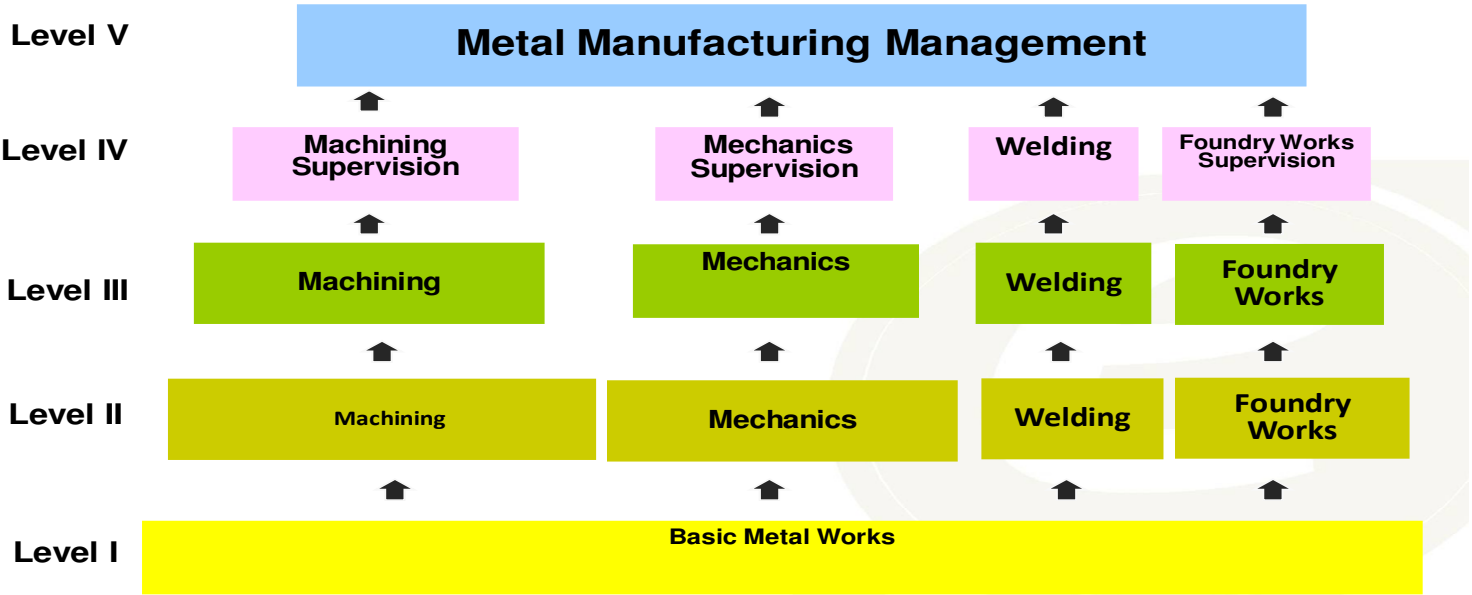 Level V
Metal Manufacturing Management
Level IV
Machining
Supervision
Mechanics
Supervision
Welding
Foundry Works
Supervision
Level III
Machining
Mechanics
Welding
Foundry
Works
Level II
Machining
Mechanics
Welding
Foundry
Works
Level I
Basic Metal Works